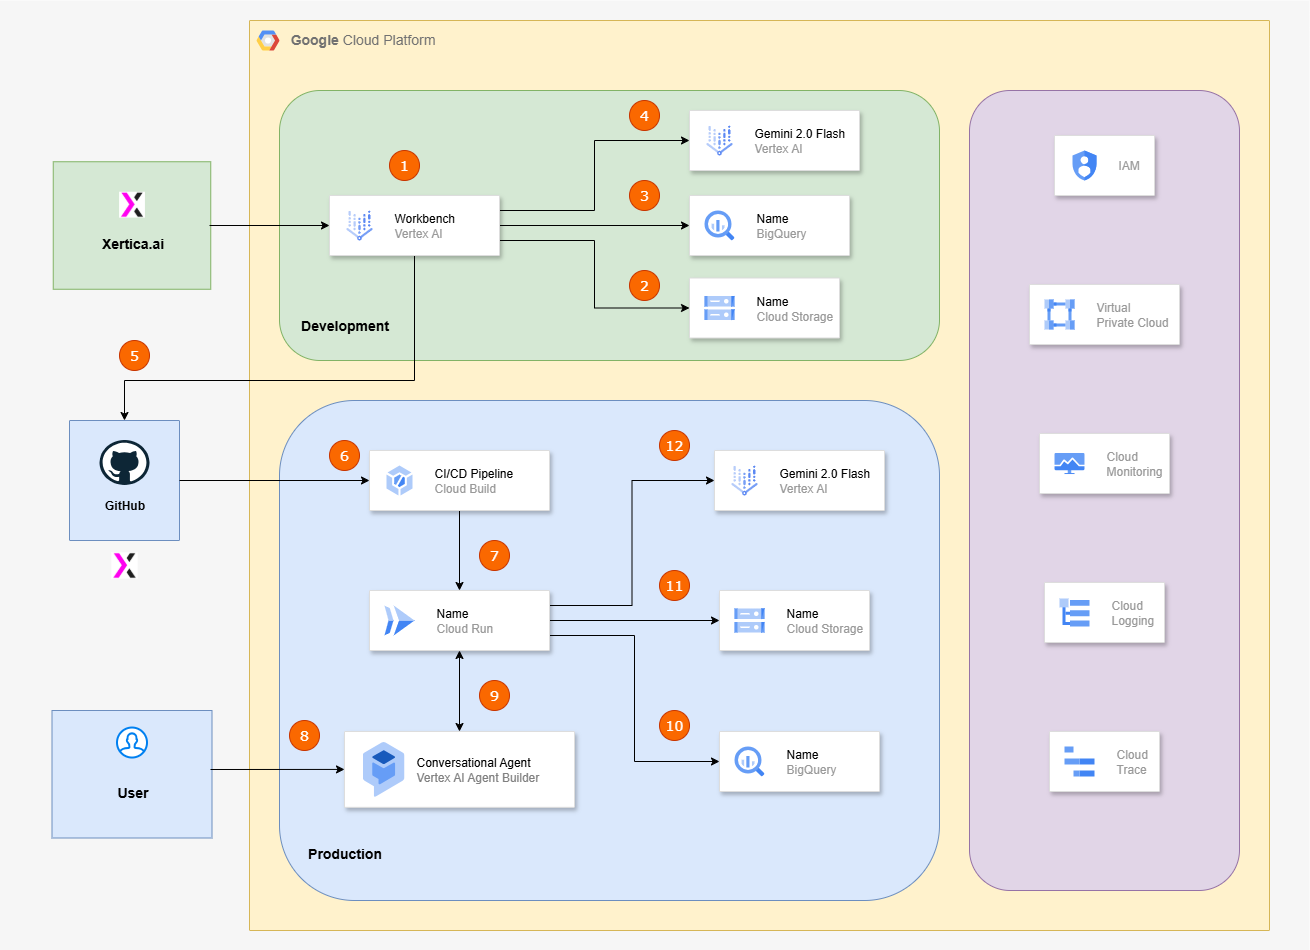 Google Cloud Platform
Xertica.ai
1
Workbench
Vertex AI
4
Gemini 2.0 Flash
Vertex AI
3
Name
BigQuery
2
Name
Cloud Storage
Development
5
GitHub
6
CI/CD Pipeline
Cloud Build
7
Name
Cloud Run
12
Gemini 2.0 Flash
Vertex AI
11
Name
Cloud Storage
10
Name
BigQuery
User
8
9
Conversational Agent
Vertex AI Agent Builder
Production
IAM
Virtual
Private Cloud
Cloud
Monitoring
Cloud
Logging
Cloud
Trace